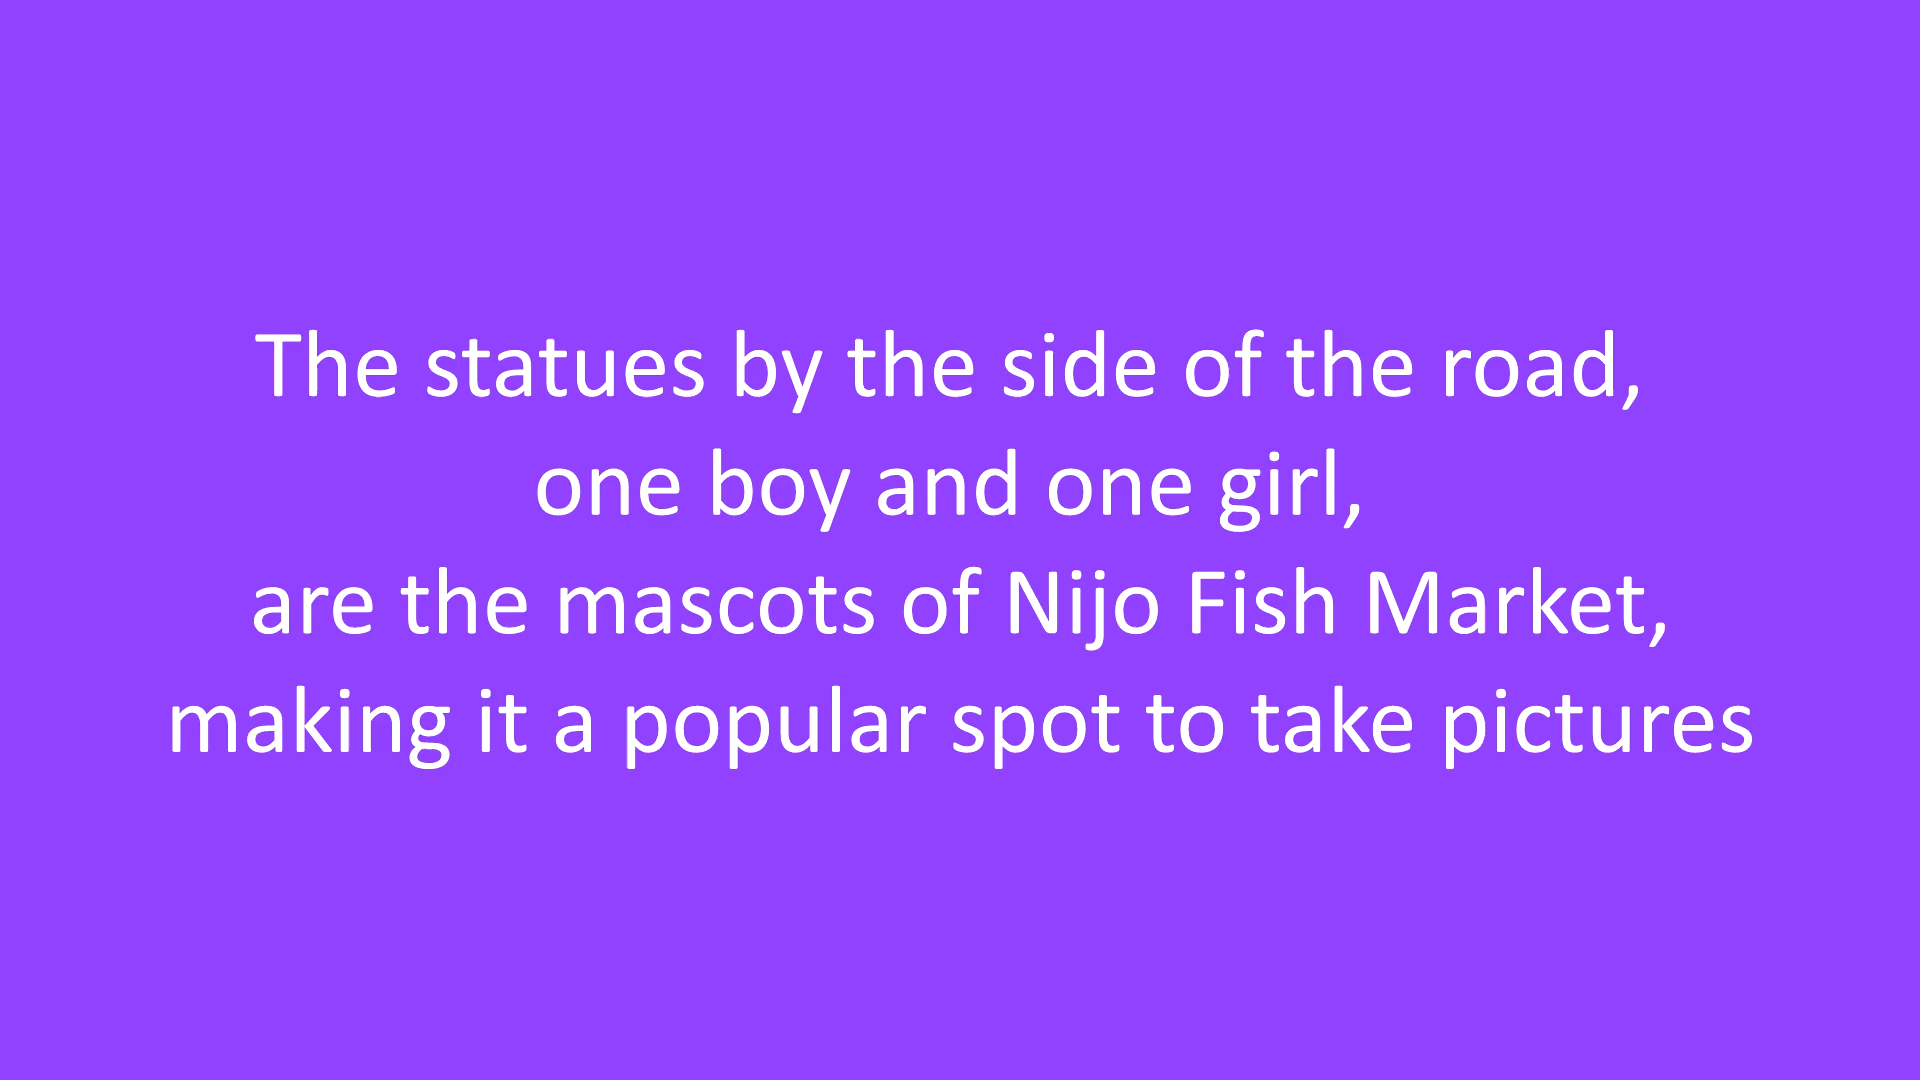 The statues by the side of the road,
one boy and one girl,
are the mascots of Nijo Fish Market,
making it a popular spot to take pictures